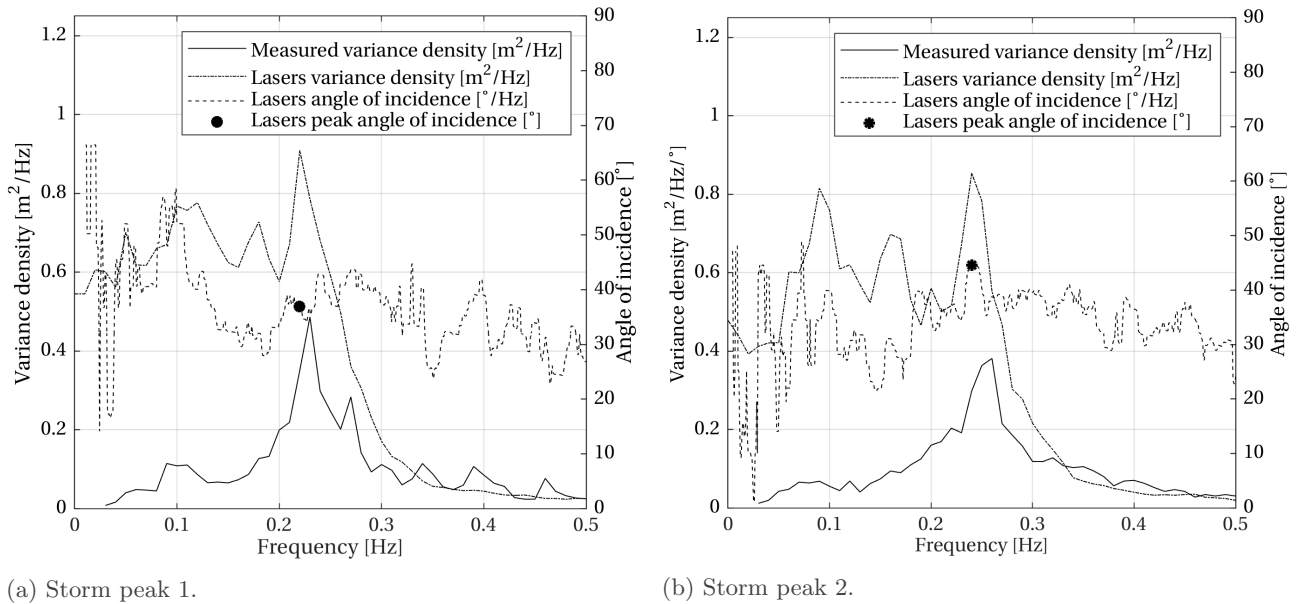 Measured variance density [m²/Hz]
Lasers variance density [m²/Hz]
Lasers angle of incidence [°/Hz]
Lasers peak angle of incidence [°]
Variance density [m²/Hz]
1.2
1
0.8
0.6
0.4
0.2
0
90
80
70
60
50
40
30
20
10
0
Angle of incidence [°]
0 0.1 0.2 0.3 0.4 0.5
Frequency [Hz]
(a) Storm peak 1.
Measured variance density [m²/Hz]
Lasers variance density [m²/Hz]
Lasers angle of incidence [°/Hz]
Lasers peak angle of incidence [°]
Variance density [m²/Hz/°]
1.2
1
0.8
0.6
0.4
0.2
0
90
80
70
60
50
40
30
20
10
0
Angle of incidence [°]
0 0.1 0.2 0.3 0.4 0.5
Frequency [Hz]
(b) Storm peak 2.